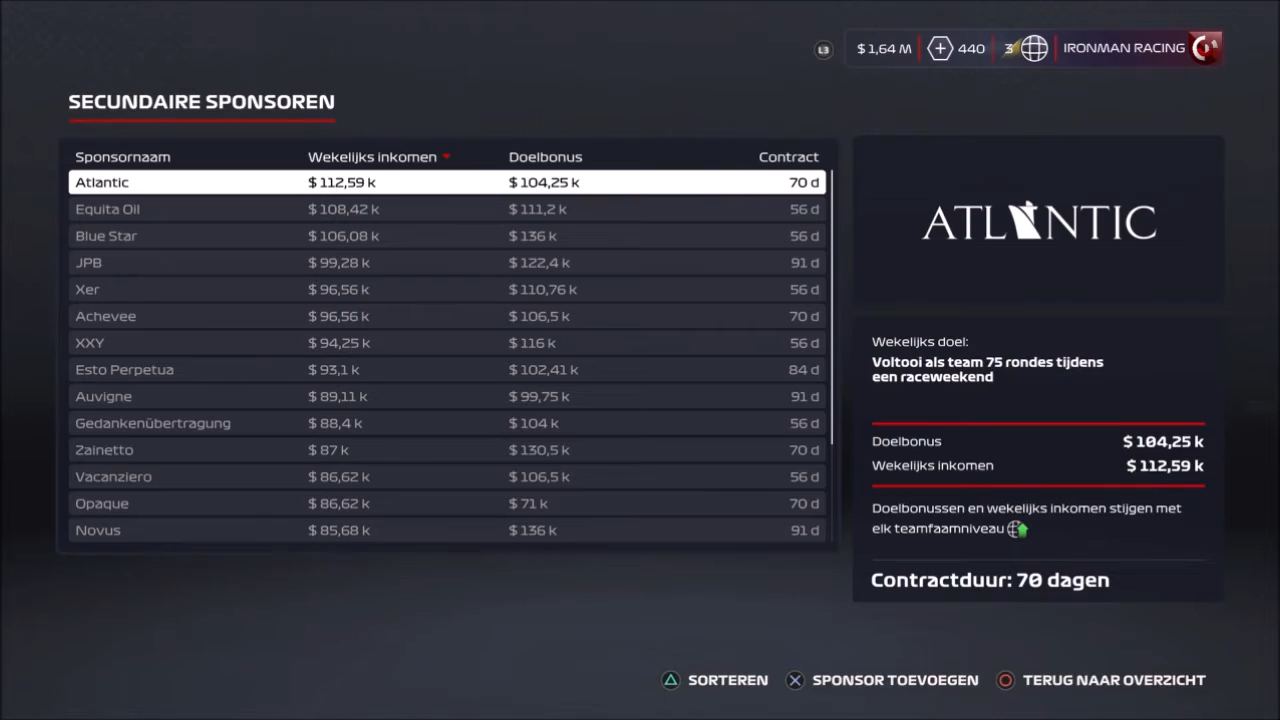 L3 $ 1,64 M 440 3 IRONMAN RACING
SECUNDAIRE SPONSOREN
Sponsornaam Wekelijks inkomen Doelbonus Contract
Atlantic $ 112,59 k $ 104,25 k 70 d
Equita Oil $ 108,42 k $ 111,2 k 56 d
Blue Star $ 106,08 k $ 136 k 56 d
JPB $ 99,28 k $ 122,4 k 91 d
Xer $ 96,56 k $ 110,76 k 56 d
Achevee $ 96,56 k $ 106,5 k 70 d
XXY $ 94,25 k $ 116 k 56 d
Esto Perpetua $ 93,1 k $ 102,41 k 84 d
Auvigne $ 89,11 k $ 99,75 k 91 d
Gedankenübertragung $ 88,4 k $ 104 k 56 d
Zainetto $ 87 k $ 130,5 k 70 d
Vacanziero $ 86,62 k $ 106,5 k 56 d
Opaque $ 86,62 k $ 71 k 70 d
Novus $ 85,68 k $ 136 k 91 d
ATLANTIC
Wekelijks doel:
Voltooi als team 75 rondes tijdens
een raceweekend
Doelbonus $ 104,25 k
Wekelijks inkomen $ 112,59 k
Doelbonussen en wekelijks inkomen stijgen met
elk teamfaamniveau
Contractduur: 70 dagen
SORTEREN SPONSOR TOEVOEGEN TERUG NAAR OVERZICHT